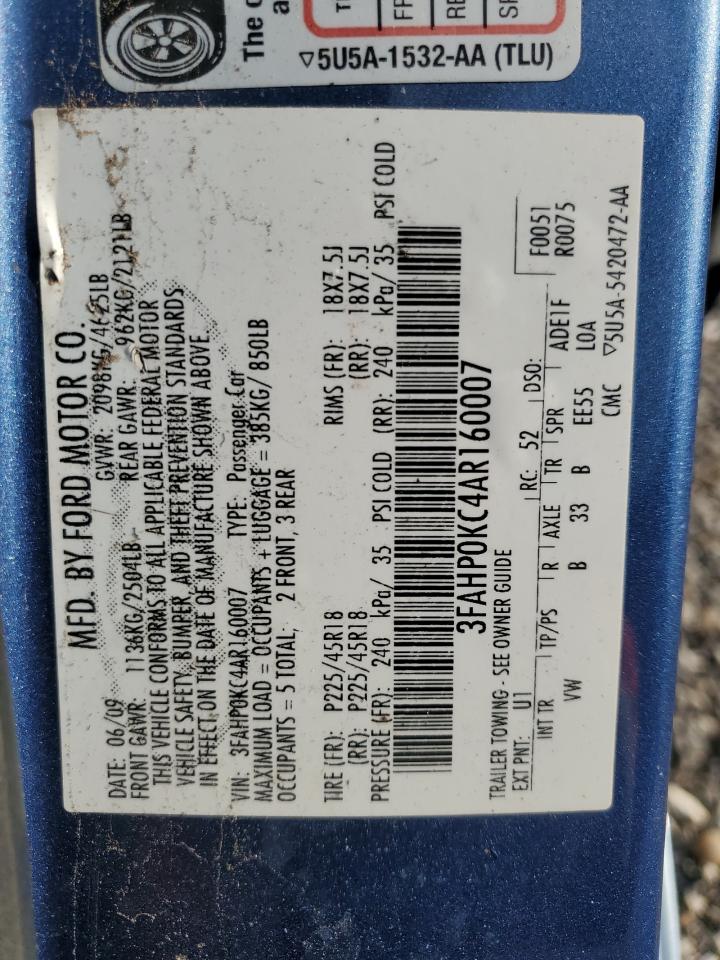 The c
a
FF
RE
SP
▽5U5A-1532-AA (TLU)
MFD. BY FORD MOTOR CO.
DATE: 06/09 GVWR: 2098KG/4625LB
FRONT GAWR: 1136KG/2504LB REAR GAWR: 962KG/2121LB
THIS VEHICLE CONFORMS TO ALL APPLICABLE FEDERAL MOTOR
VEHICLE SAFETY, BUMPER, AND THEFT PREVENTION STANDARDS
IN EFFECT ON THE DATE OF MANUFACTURE SHOWN ABOVE.
VIN: 3FAHP0KC4AR160007 TYPE: Passenger Car
MAXIMUM LOAD = OCCUPANTS + LUGGAGE = 385KG/ 850LB
OCCUPANTS = 5 TOTAL, 2 FRONT, 3 REAR
TIRE (FR): P225/45R18 RIMS (FR): 18X7.5J
(RR): P225/45R18 (RR): 18X7.5J
PRESSURE (FR): 240 kPa/ 35 PSI COLD (RR): 240 kPa/ 35 PSI COLD
3FAHP0KC4AR160007
TRAILER TOWING - SEE OWNER GUIDE
EXT PNT: U1 RC: 52 DSO: F0051
R0075
INT TR TP/PS R AXLE TR SPR ADE1F
VW B 33 B EE55 L0A
CMC ▽5U5A-5420472-AA